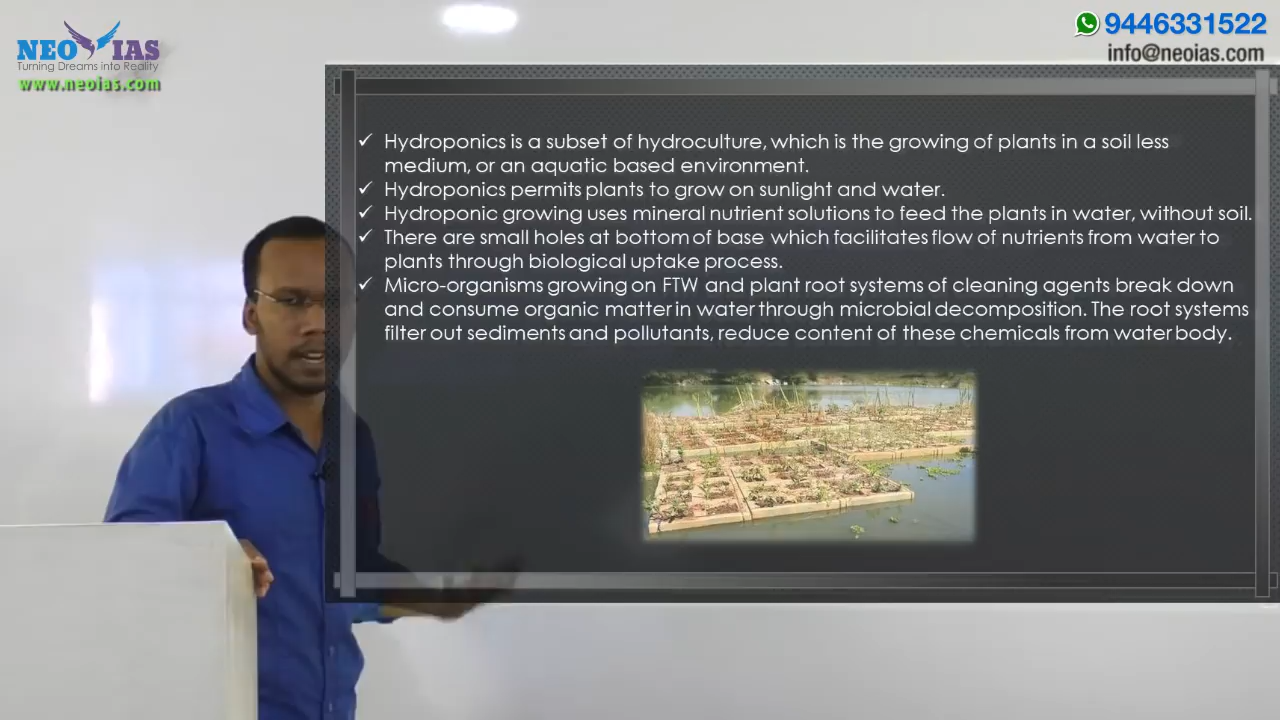 NEO IAS
Turning Dreams into Reality
www.neoias.com
9446331522
info@neoias.com
✓ Hydroponics is a subset of hydroculture, which is the growing of plants in a soil less
medium, or an aquatic based environment.
✓ Hydroponics permits plants to grow on sunlight and water.
✓ Hydroponic growing uses mineral nutrient solutions to feed the plants in water, without soil.
✓ There are small holes at bottom of base which facilitates flow of nutrients from water to
plants through biological uptake process.
✓ Micro-organisms growing on FTW and plant root systems of cleaning agents break down
and consume organic matter in water through microbial decomposition. The root systems
filter out sediments and pollutants, reduce content of these chemicals from water body.